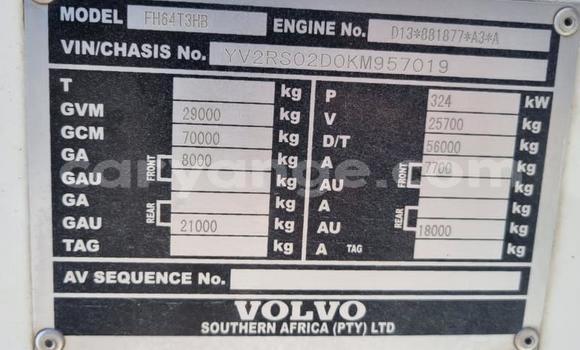 MODEL FH64T3HB ENGINE No. D13*881877*A3*A
VIN/CHASIS No. YV2RS02D0KM957019
T kg P 324 kW
GVM 29000 kg V 25700 kg
GCM 70000 kg D/T 56000 kg
GA FRONT 8000 kg A FRONT 7700 kg
GAU kg AU kg
GA REAR kg A REAR kg
GAU 21000 kg AU 18000 kg
TAG kg A TAG kg
AV SEQUENCE No.
VOLVO
SOUTHERN AFRICA (PTY) LTD